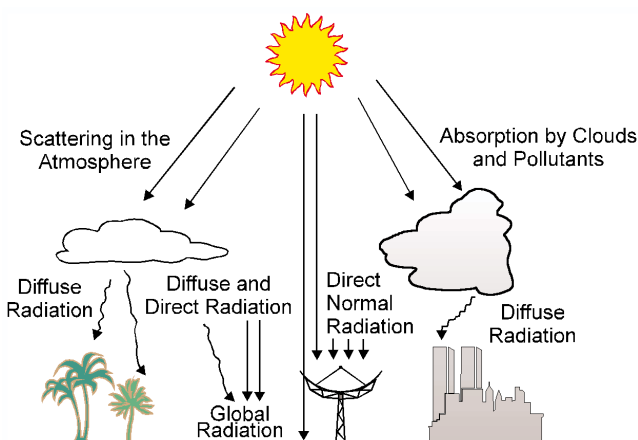 Scattering in the
Atmosphere
Absorption by Clouds
and Pollutants
Diffuse
Radiation
Diffuse and
Direct Radiation
Direct
Normal
Radiation
Diffuse
Radiation
Global
Radiation